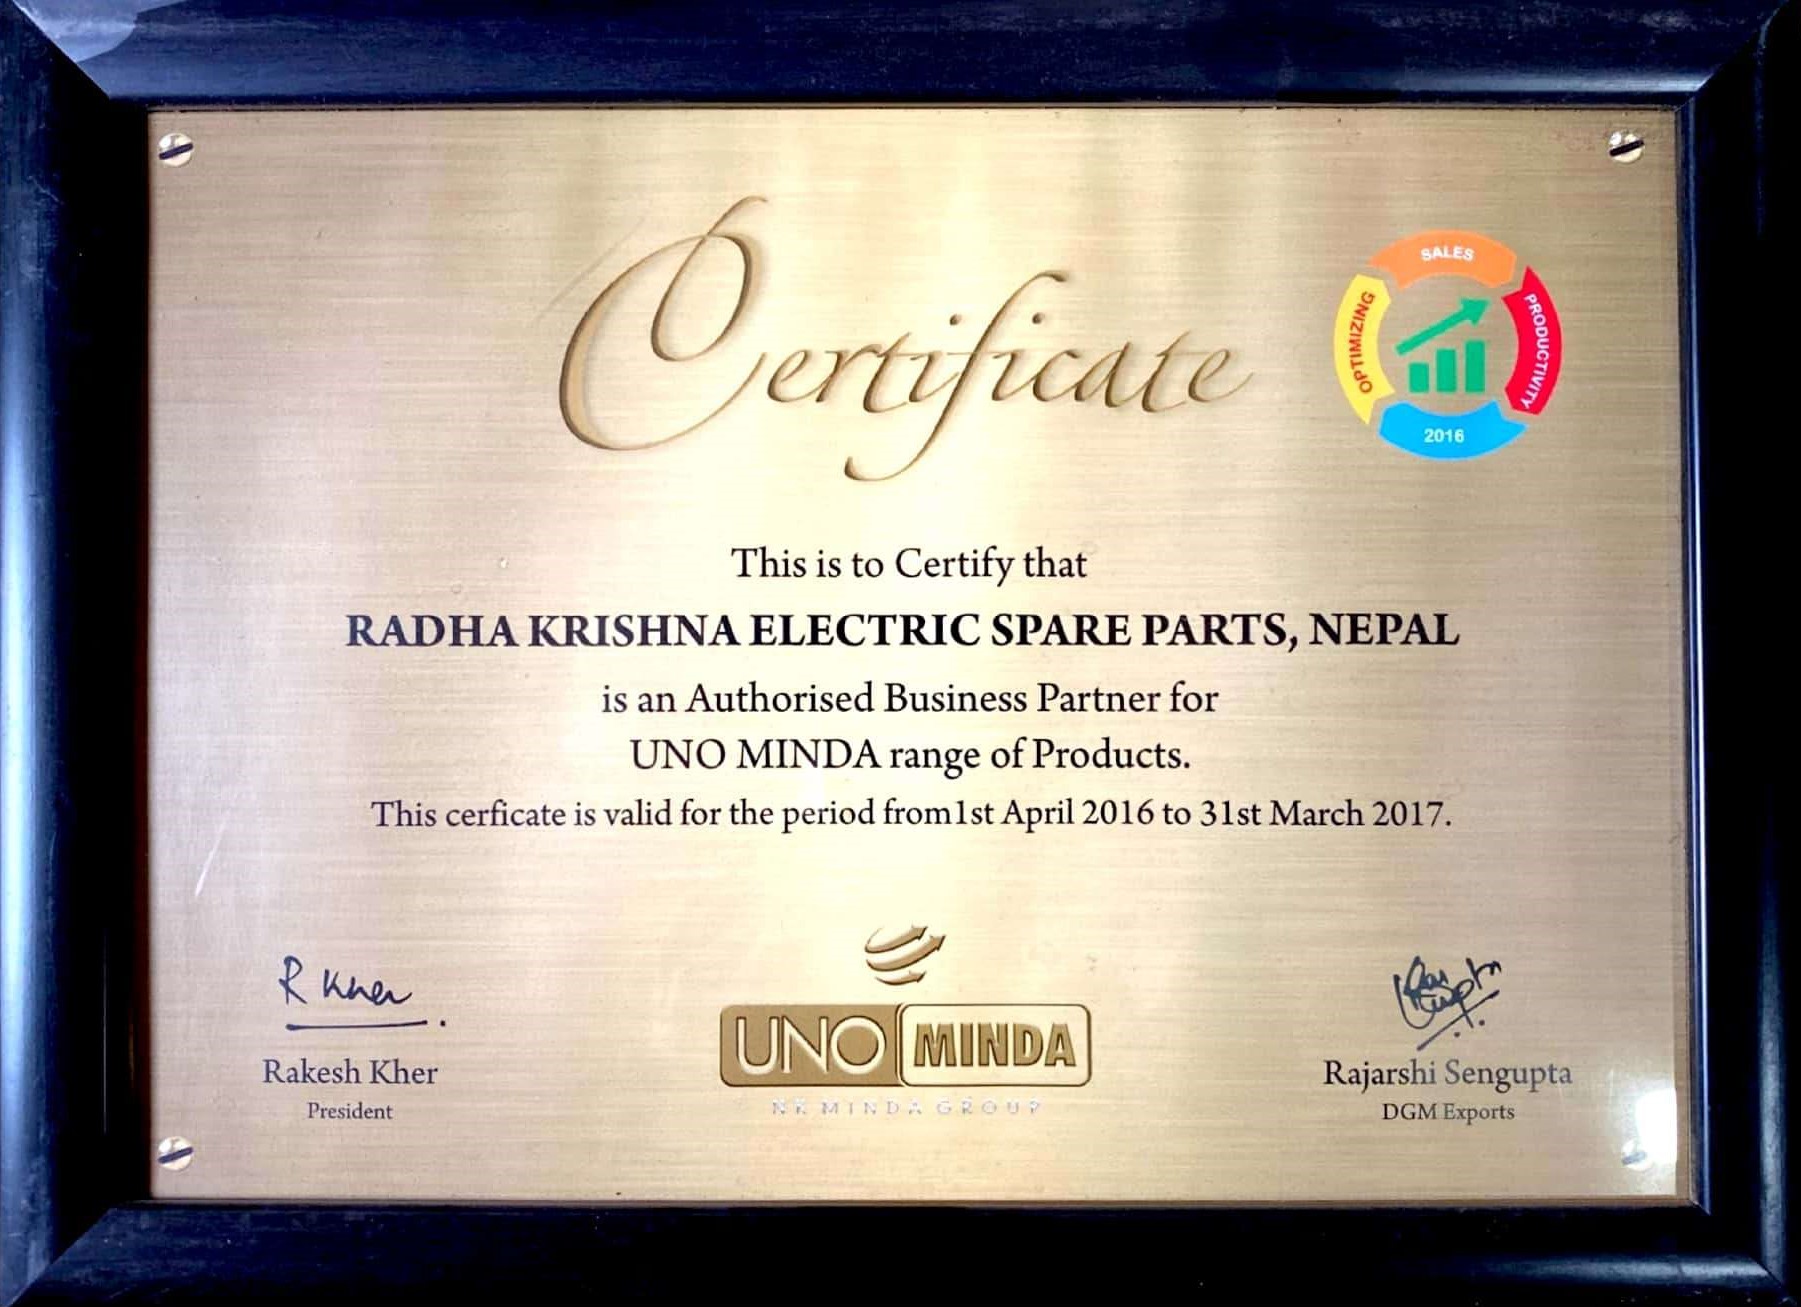 Certificate
SALES
OPTIMIZING
PRODUCTIVITY
2016
This is to Certify that
RADHA KRISHNA ELECTRIC SPARE PARTS, NEPAL
is an Authorised Business Partner for
UNO MINDA range of Products.
This cerficate is valid for the period from1st April 2016 to 31st March 2017.
R Kher
Rakesh Kher
President
UNO MINDA
NK MINDA GROUP
Rajarshi Sengupta
DGM Exports